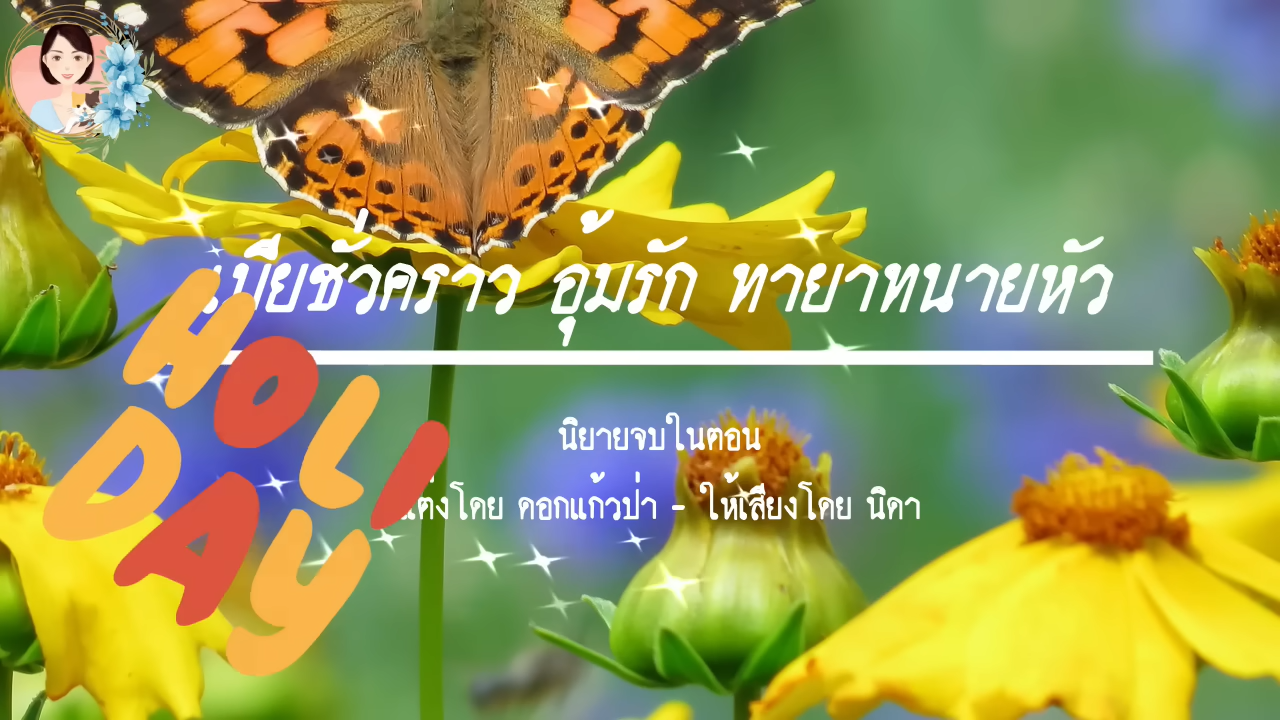 เมียชั่วคราว อุ้มรัก ทายาทนายหัว
นิยายจบในตอน
แต่งโดย ดอกแก้วป่า - ให้เสียงโดย นิดา
HOLI
DAY